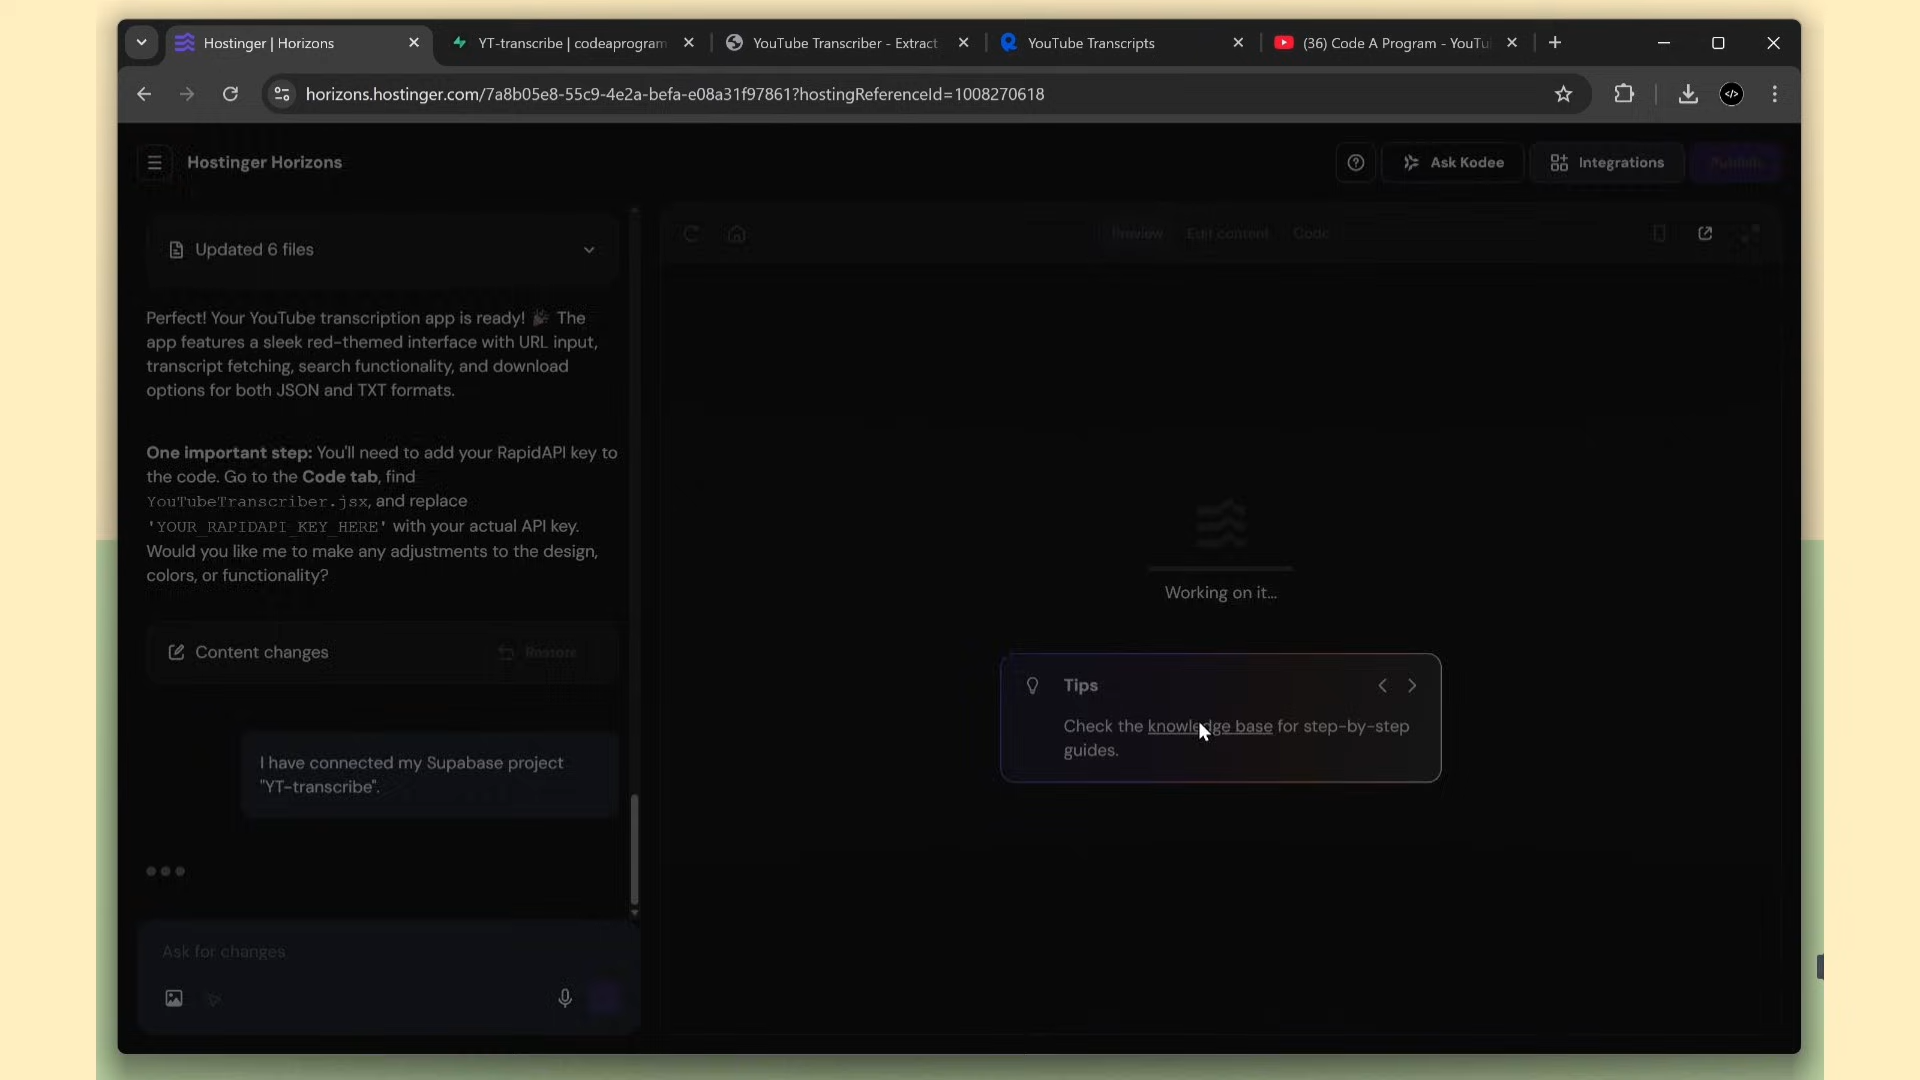 Hostinger | Horizons
YT-transcribe | codeaprogram
YouTube Transcriber - Extract
YouTube Transcripts
(36) Code A Program - YouTu
horizons.hostinger.com/7a8b05e8-55c9-4e2a-befa-e08a31f97861?hostingReferenceId=1008270618
Hostinger Horizons
Ask Kodee
Integrations
Publish
Updated 6 files
Preview
Edit content
Code
Perfect! Your YouTube transcription app is ready! 🎉 The
app features a sleek red-themed interface with URL input,
transcript fetching, search functionality, and download
options for both JSON and TXT formats.
One important step: You'll need to add your RapidAPI key to
the code. Go to the Code tab, find
YouTubeTranscriber.jsx, and replace
'YOUR_RAPIDAPI_KEY_HERE' with your actual API key.
Would you like me to make any adjustments to the design,
colors, or functionality?
Content changes
Restore
I have connected my Supabase project
"YT-transcribe".
Ask for changes
Working on it...
Tips
Check the knowledge base for step-by-step
guides.